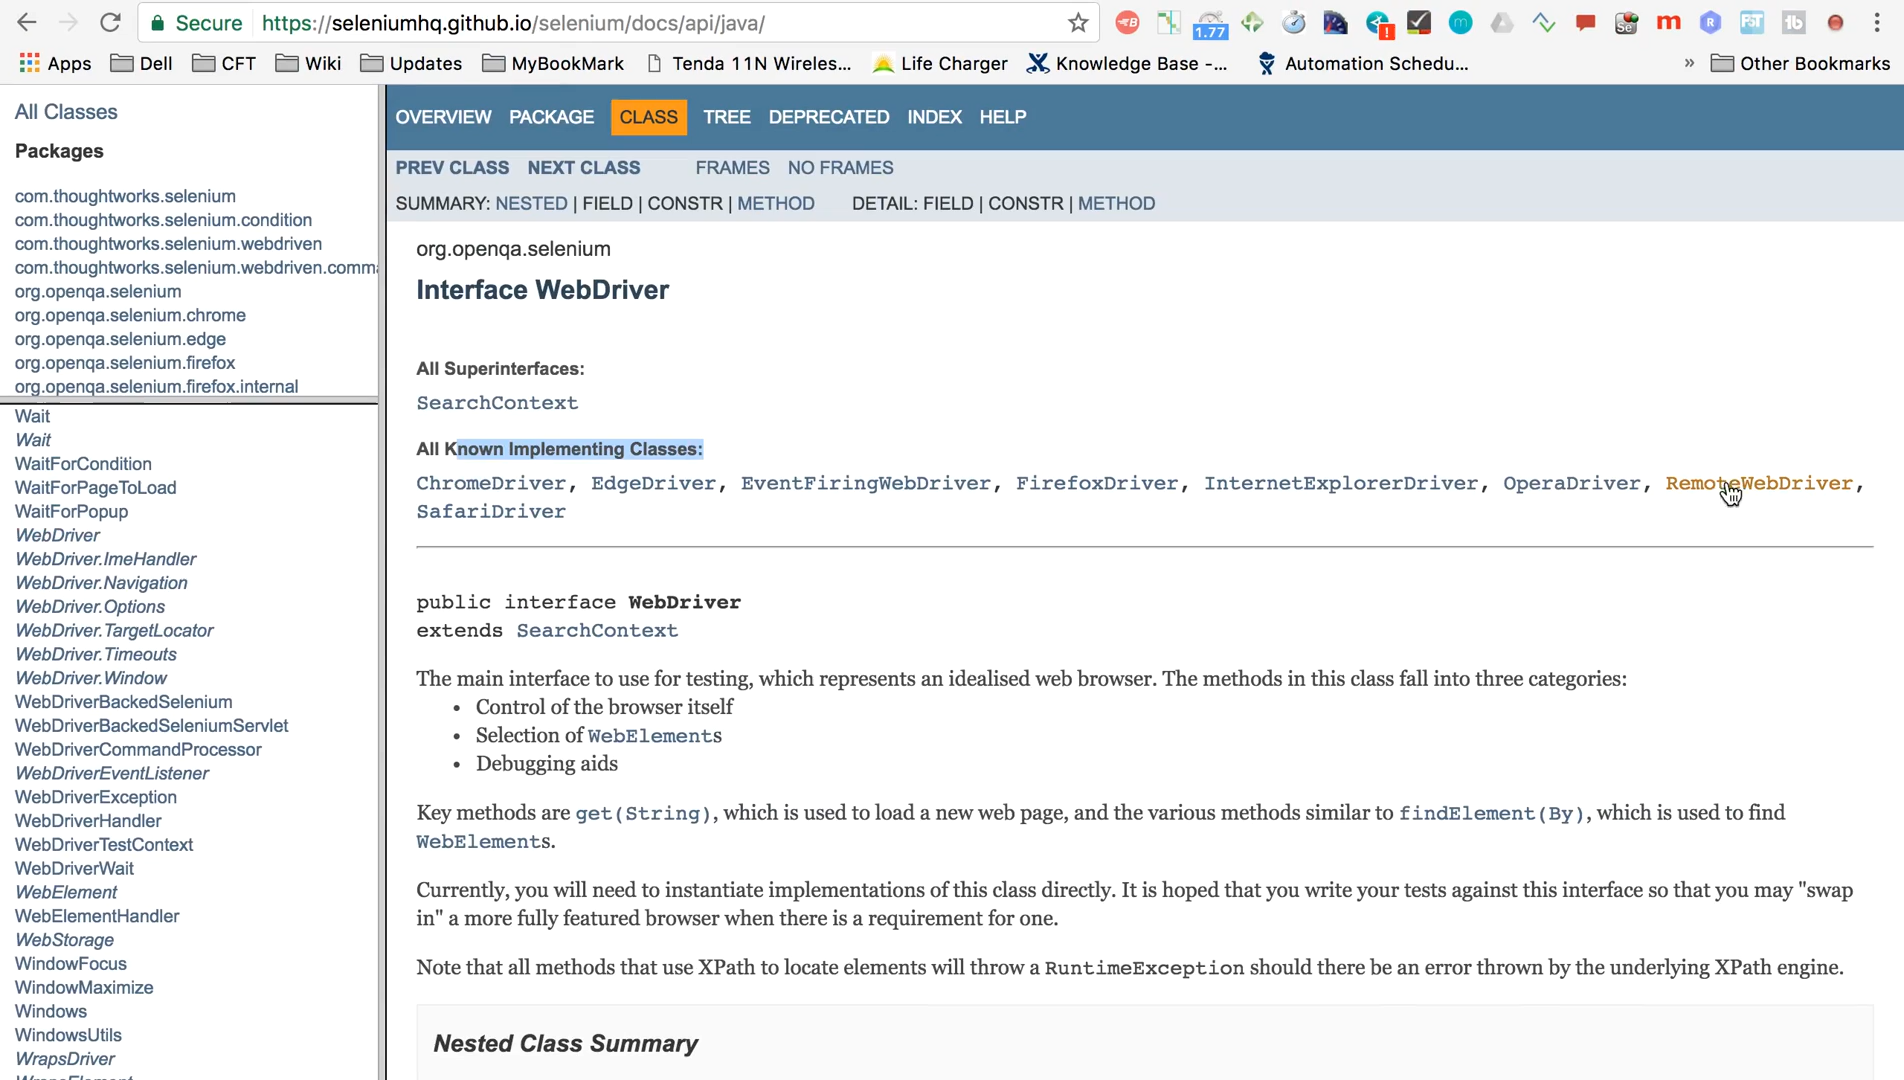 Secure https://seleniumhq.github.io/selenium/docs/api/java/
1.77
Apps Dell CFT Wiki Updates MyBookMark Tenda 11N Wireles... Life Charger Knowledge Base -... Automation Schedu... » Other Bookmarks
All Classes
Packages
com.thoughtworks.selenium
com.thoughtworks.selenium.condition
com.thoughtworks.selenium.webdriven
com.thoughtworks.selenium.webdriven.comma
org.openqa.selenium
org.openqa.selenium.chrome
org.openqa.selenium.edge
org.openqa.selenium.firefox
org.openqa.selenium.firefox.internal
Wait
Wait
WaitForCondition
WaitForPageToLoad
WaitForPopup
WebDriver
WebDriver.ImeHandler
WebDriver.Navigation
WebDriver.Options
WebDriver.TargetLocator
WebDriver.Timeouts
WebDriver.Window
WebDriverBackedSelenium
WebDriverBackedSeleniumServlet
WebDriverCommandProcessor
WebDriverEventListener
WebDriverException
WebDriverHandler
WebDriverTestContext
WebDriverWait
WebElement
WebElementHandler
WebStorage
WindowFocus
WindowMaximize
Windows
WindowsUtils
WrapsDriver
OVERVIEW PACKAGE CLASS TREE DEPRECATED INDEX HELP
PREV CLASS NEXT CLASS FRAMES NO FRAMES
SUMMARY: NESTED | FIELD | CONSTR | METHOD DETAIL: FIELD | CONSTR | METHOD
org.openqa.selenium
Interface WebDriver
All Superinterfaces:
SearchContext
All Known Implementing Classes:
ChromeDriver, EdgeDriver, EventFiringWebDriver, FirefoxDriver, InternetExplorerDriver, OperaDriver, RemoteWebDriver,
SafariDriver
public interface WebDriver
extends SearchContext
The main interface to use for testing, which represents an idealised web browser. The methods in this class fall into three categories:
• Control of the browser itself
• Selection of WebElements
• Debugging aids
Key methods are get(String), which is used to load a new web page, and the various methods similar to findElement(By), which is used to find
WebElements.
Currently, you will need to instantiate implementations of this class directly. It is hoped that you write your tests against this interface so that you may "swap
in" a more fully featured browser when there is a requirement for one.
Note that all methods that use XPath to locate elements will throw a RuntimeException should there be an error thrown by the underlying XPath engine.
Nested Class Summary